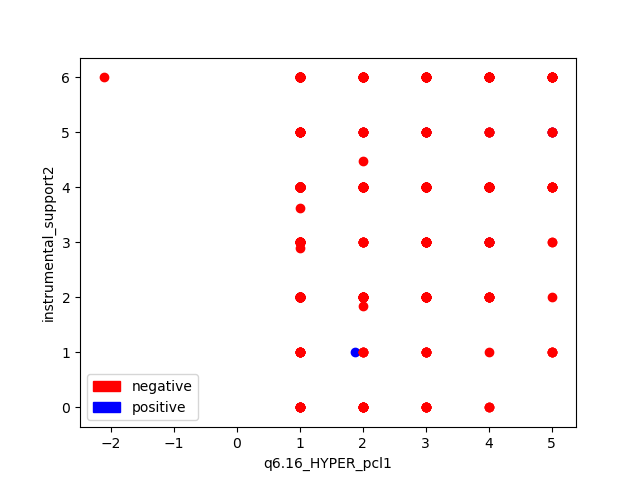 6
5
4
3
2
1
0
instrumental_support2
negative
positive
−2 −1 0 1 2 3 4 5
q6.16_HYPER_pcl1